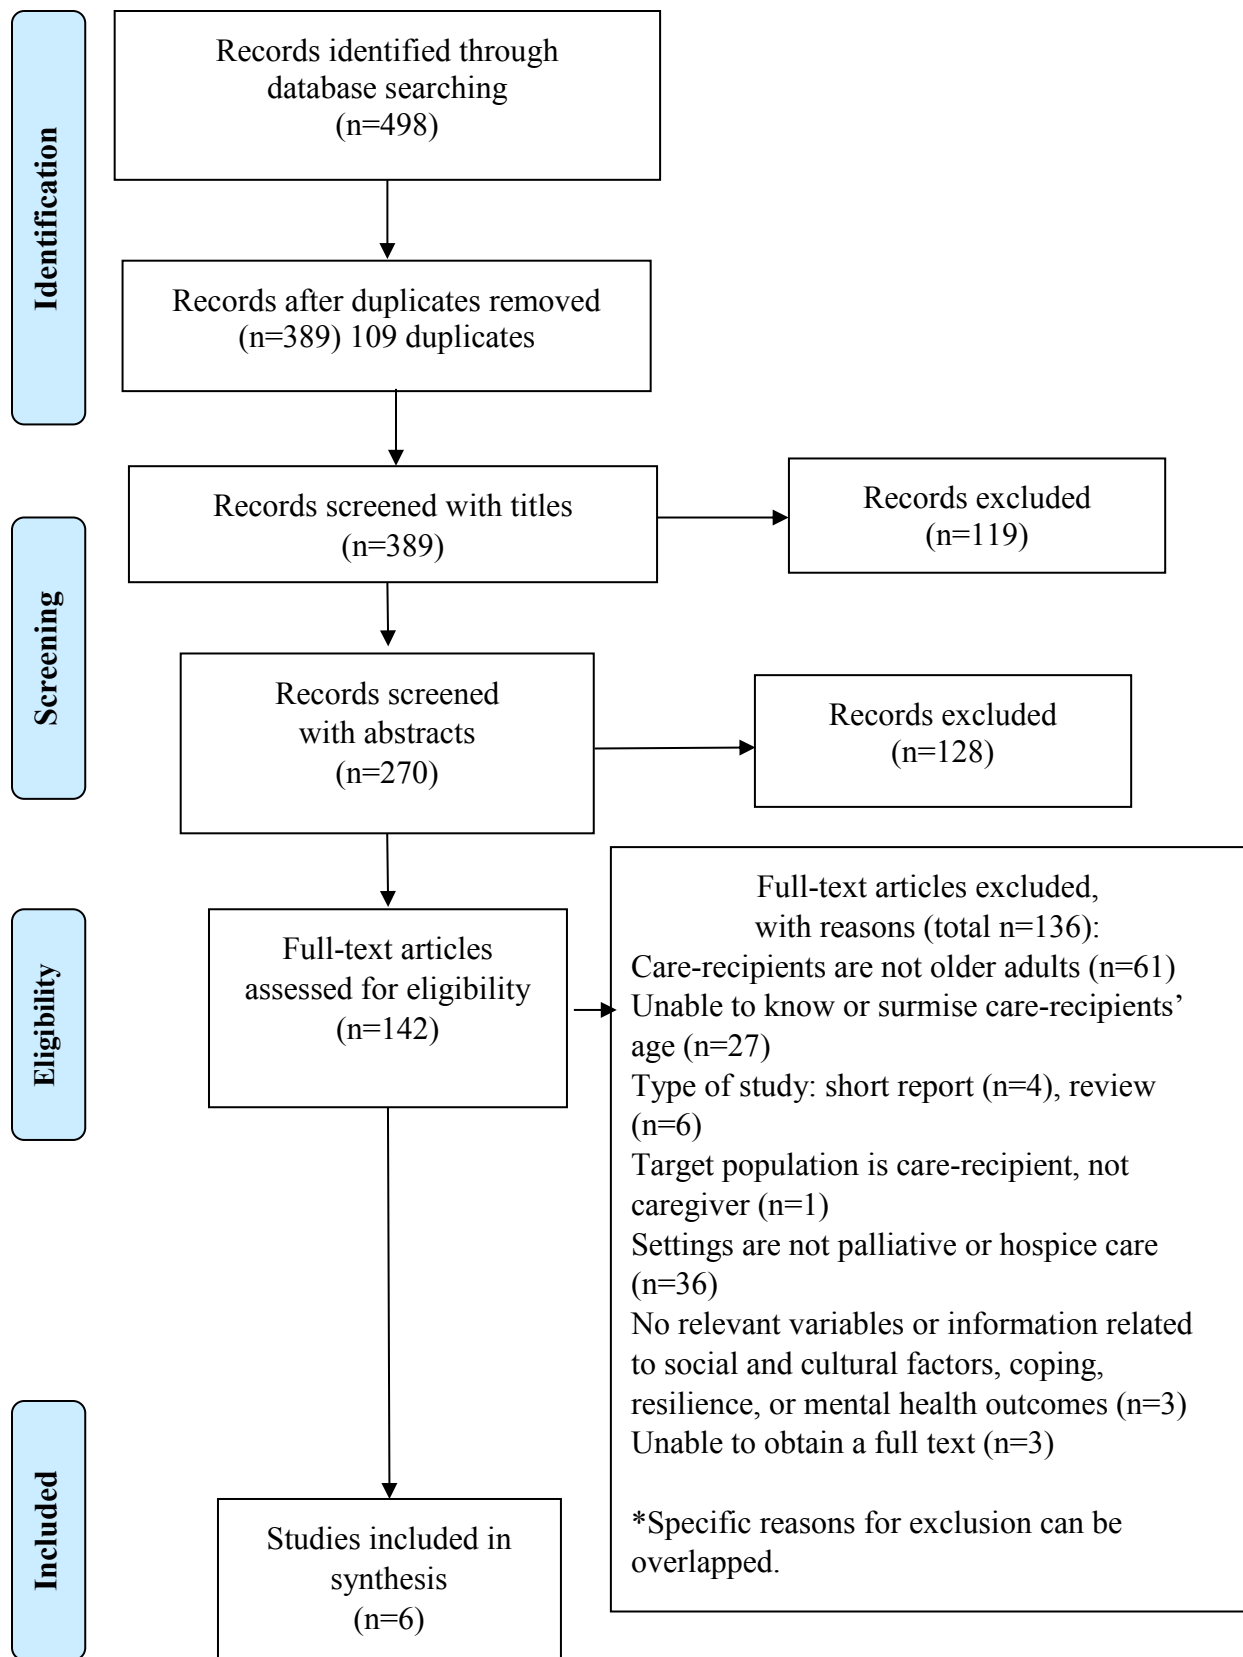 Identification
Records identified through
database searching
(n=498)
Records after duplicates removed
(n=389) 109 duplicates
Screening
Records screened with titles
(n=389)
Records excluded
(n=119)
Records screened
with abstracts
(n=270)
Records excluded
(n=128)
Eligibility
Full-text articles
assessed for eligibility
(n=142)
Full-text articles excluded,
with reasons (total n=136):
Care-recipients are not older adults (n=61)
Unable to know or surmise care-recipients’
age (n=27)
Type of study: short report (n=4), review
(n=6)
Target population is care-recipient, not
caregiver (n=1)
Settings are not palliative or hospice care
(n=36)
No relevant variables or information related
to social and cultural factors, coping,
resilience, or mental health outcomes (n=3)
Unable to obtain a full text (n=3)
*Specific reasons for exclusion can be
overlapped.
Included
Studies included in
synthesis
(n=6)